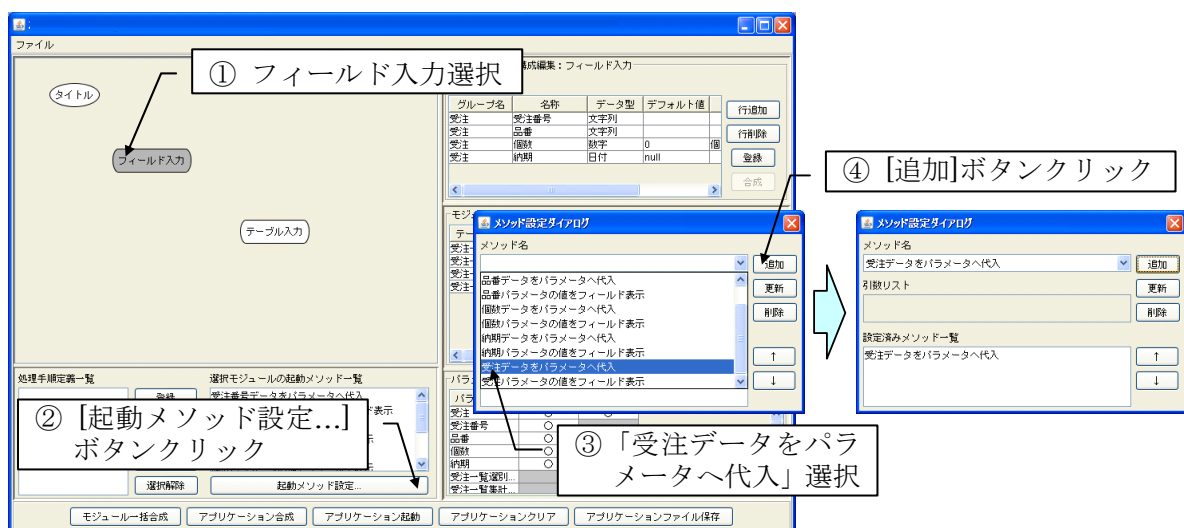 ファイル
① フィールド入力選択
タイトル
フィールド入力
テーブル入力
構成編集：フィールド入力
グループ名 名称 データ型 デフォルト値
受注 受注番号 文字列
受注 品番 文字列
受注 個数 数字 0 個
受注 納期 日付 null
行追加
行削除
登録
合成
④ [追加]ボタンクリック
メソッド設定ダイアログ
メソッド名
追加
更新
削除
↑
↓
品番データをパラメータへ代入
品番パラメータの値をフィールド表示
個数データをパラメータへ代入
個数パラメータの値をフィールド表示
納期データをパラメータへ代入
納期パラメータの値をフィールド表示
受注データをパラメータへ代入
受注パラメータの値をフィールド表示
メソッド設定ダイアログ
メソッド名
受注データをパラメータへ代入
追加
引数リスト
更新
削除
設定済みメソッド一覧
受注データをパラメータへ代入
↑
↓
処理手順定義一覧
選択モジュールの起動メソッド一覧
登録
受注番号データをパラメータへ代入
ド表示
② [起動メソッド設定...]
ボタンクリック
選択解除
起動メソッド設定...
受注 ○ ○
受注番号 ○
品番 ○
個数 ○
納期 ○
受注一覧選別...
受注一覧集計...
③「受注データをパラ
メータへ代入」選択
モジュール一括合成
アプリケーション合成
アプリケーション起動
アプリケーションクリア
アプリケーションファイル保存